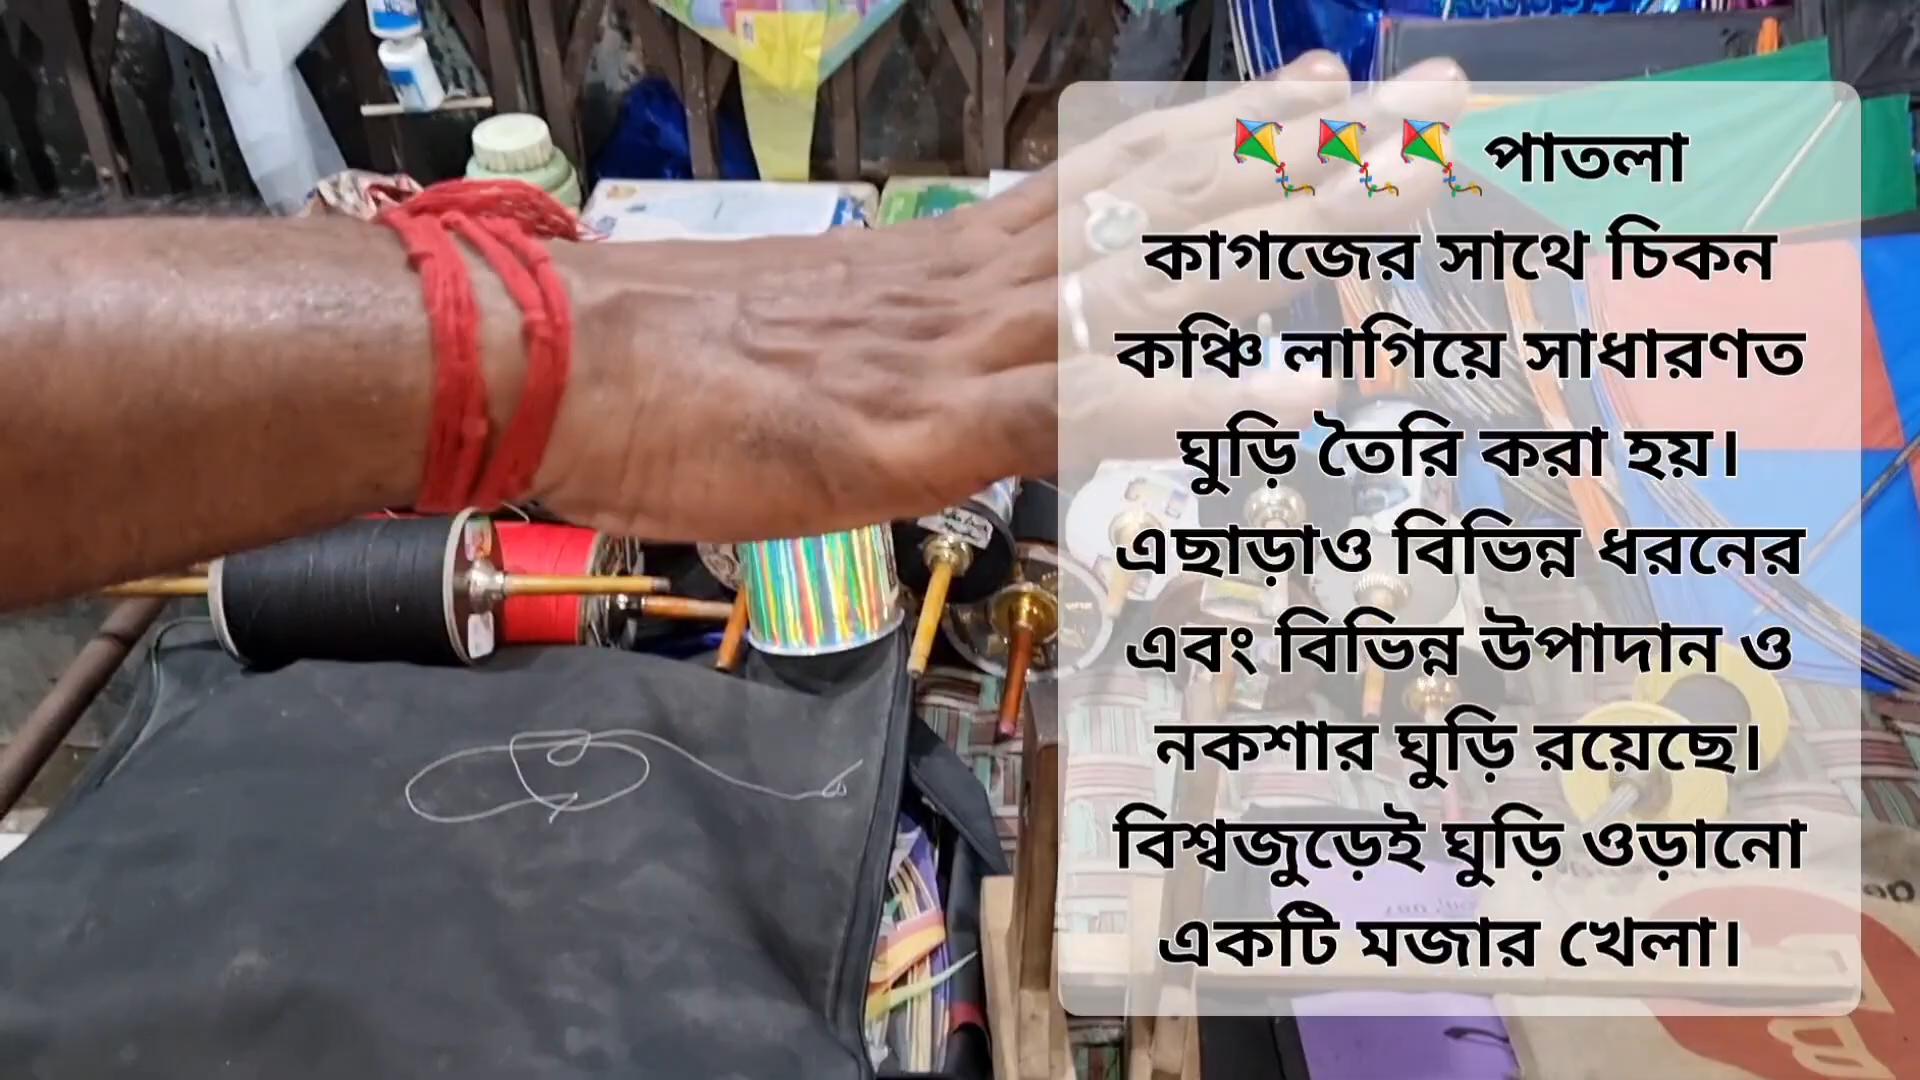 🪁🪁🪁 পাতলা
কাগজের সাথে চিকন
কঞ্চি লাগিয়ে সাধারণত
ঘুড়ি তৈরি করা হয়।
এছাড়াও বিভিন্ন ধরনের
এবং বিভিন্ন উপাদান ও
নকশার ঘুড়ি রয়েছে।
বিশ্বজুড়েই ঘুড়ি ওড়ানো
একটি মজার খেলা।